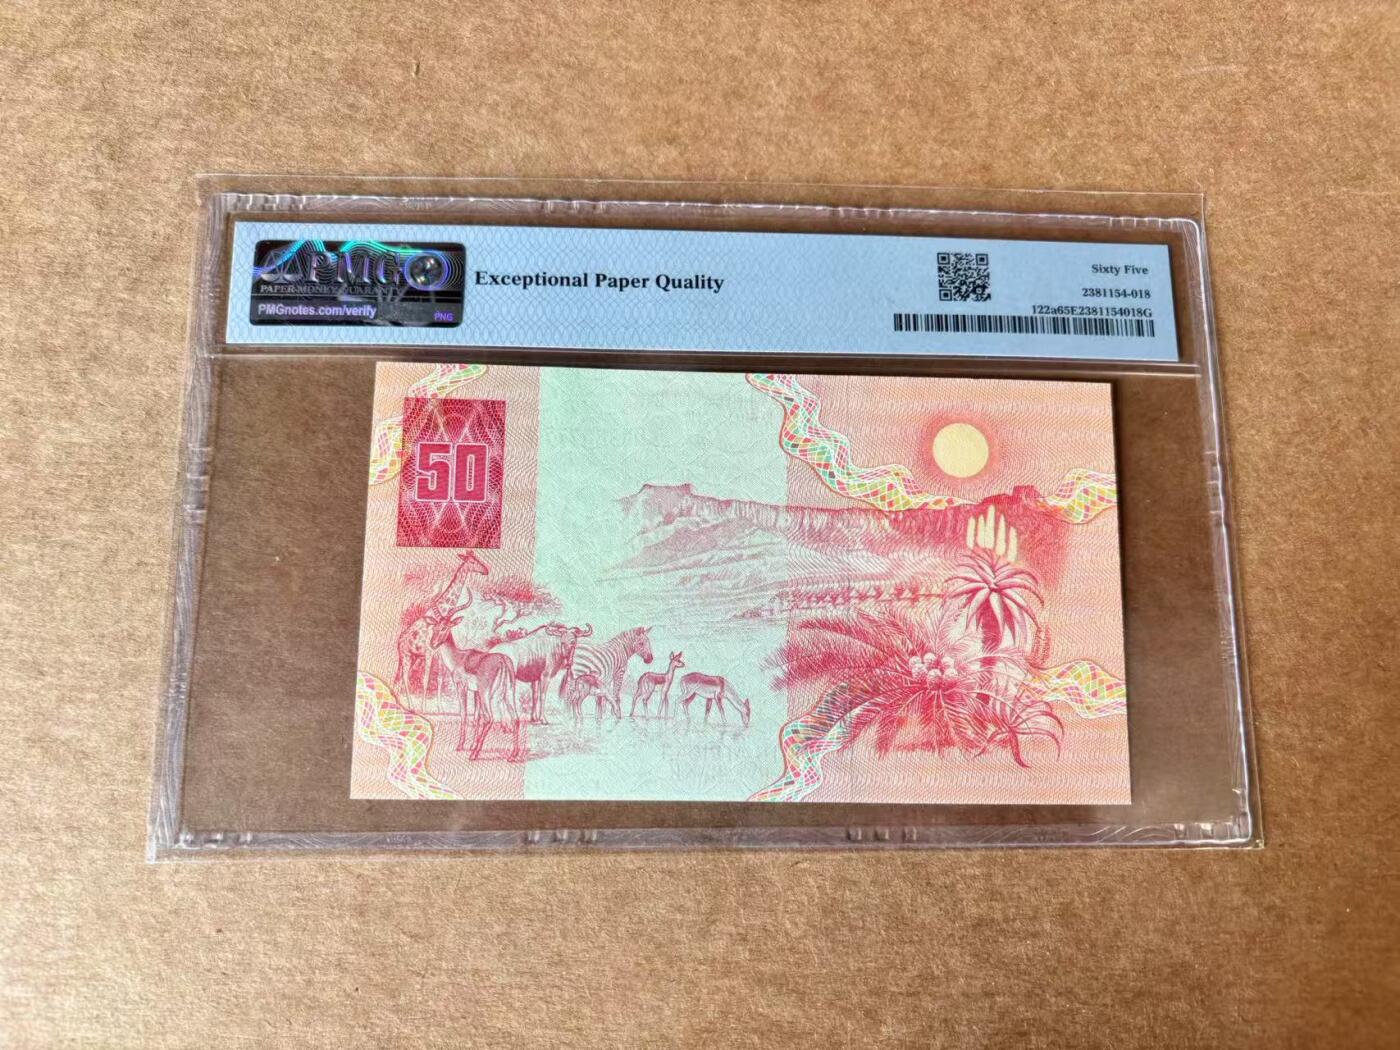 PMG
PAPER MONEY GUARANTY
PMGnotes.com/verify
PNG
Exceptional Paper Quality
Sixty Five
2381154-018
122a65E2381154018G
50